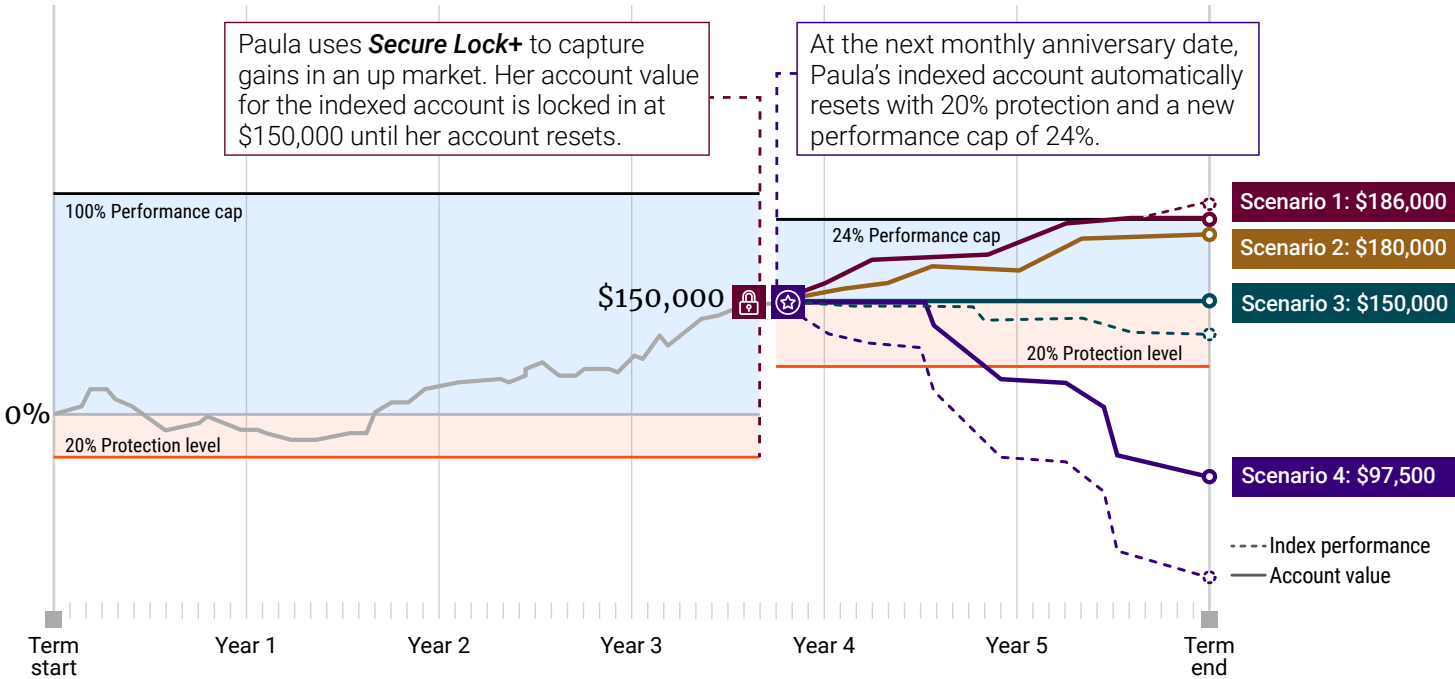 Paula uses Secure Lock+ to capture
gains in an up market. Her account value
for the indexed account is locked in at
$150,000 until her account resets.
At the next monthly anniversary date,
Paula’s indexed account automatically
resets with 20% protection and a new
performance cap of 24%.
100% Performance cap
24% Performance cap
Scenario 1: $186,000
Scenario 2: $180,000
$150,000
Scenario 3: $150,000
20% Protection level
0%
20% Protection level
Scenario 4: $97,500
Index performance
Account value
Term
start
Year 1
Year 2
Year 3
Year 4
Year 5
Term
end